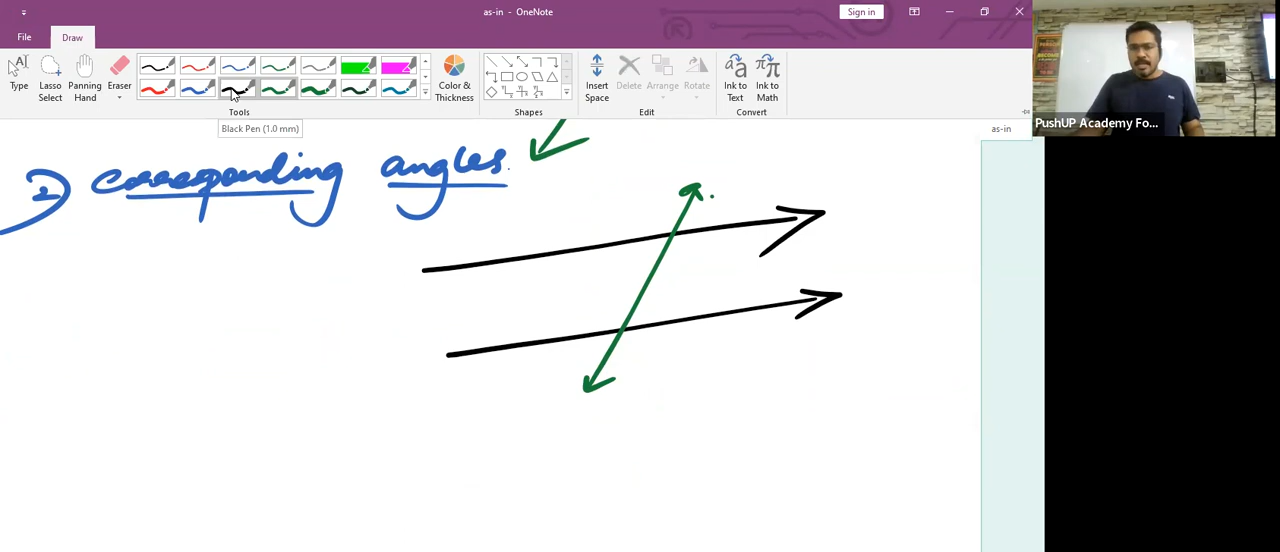 as-in - OneNote
Sign in
File
Draw
Type
Lasso Select
Panning Hand
Eraser
Color & Thickness
Insert Space
Delete
Arrange
Rotate
Ink to Text
Ink to Math
Tools
Shapes
Edit
Convert
Black Pen (1.0 mm)
as-in
PushUP Academy Fo...
2) corresponding angles.